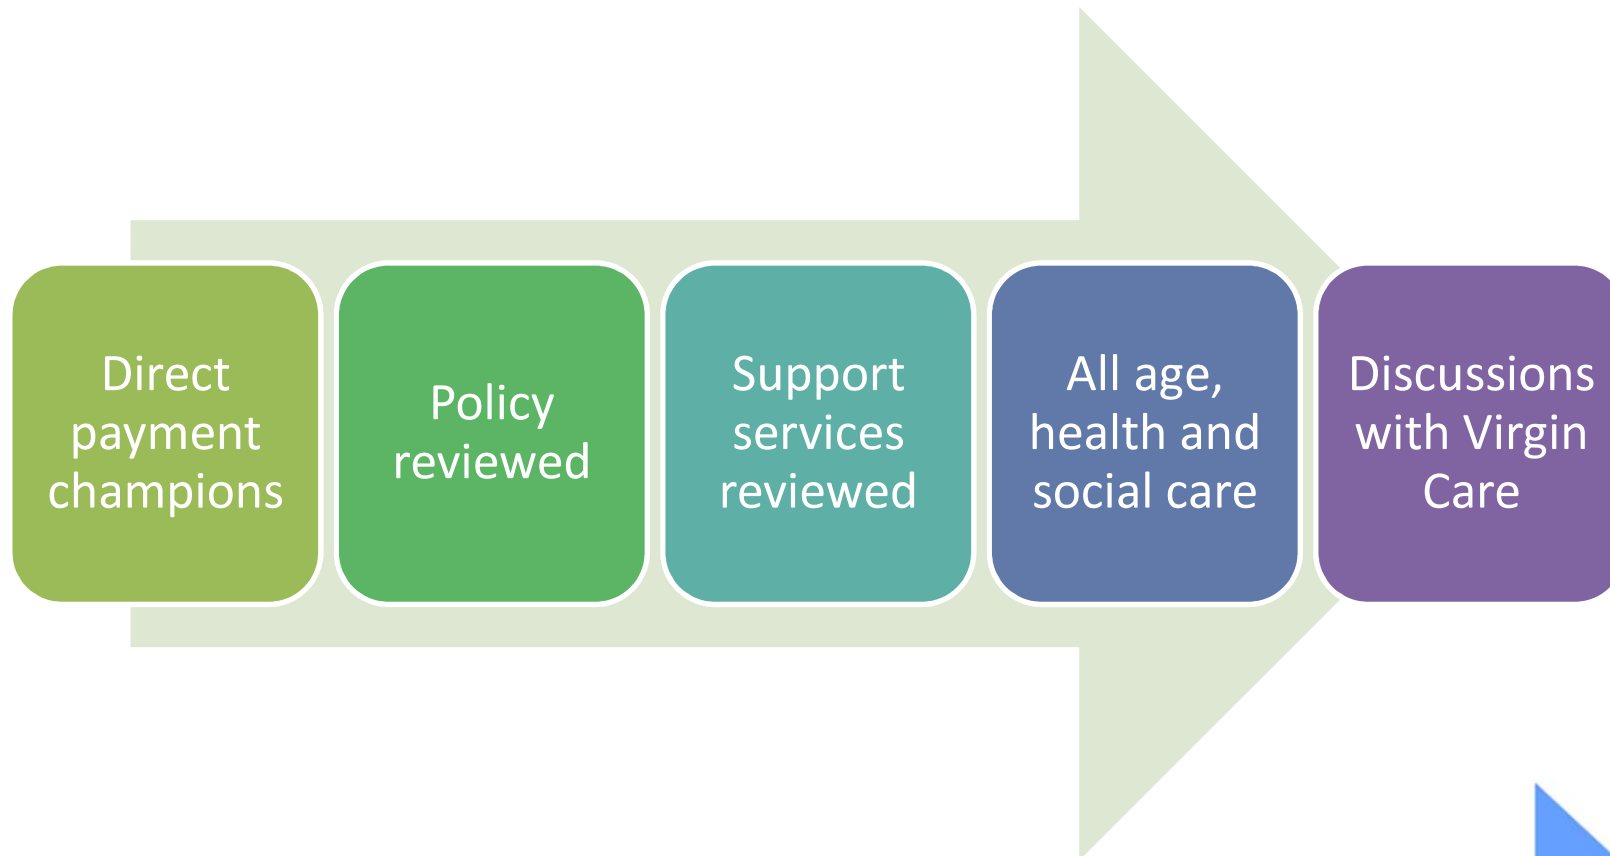 Direct
payment
champions
Policy
reviewed
Support
services
reviewed
All age,
health and
social care
Discussions
with Virgin
Care